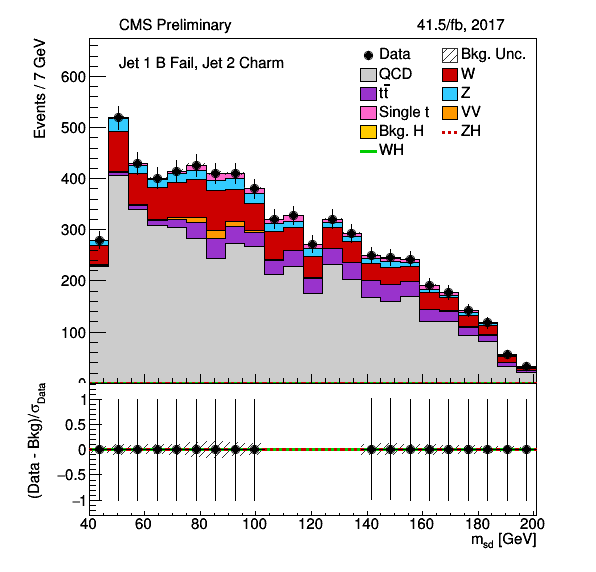 CMS Preliminary 41.5/fb, 2017
Events / 7 GeV
Jet 1 B Fail, Jet 2 Charm
Data Bkg. Unc.
QCD W
tt̅ Z
Single t VV
Bkg. H ZH
WH
600
500
400
300
200
100
0
(Data - Bkg)/σData
1
0.5
0
−0.5
−1
40 60 80 100 120 140 160 180 200
msd [GeV]